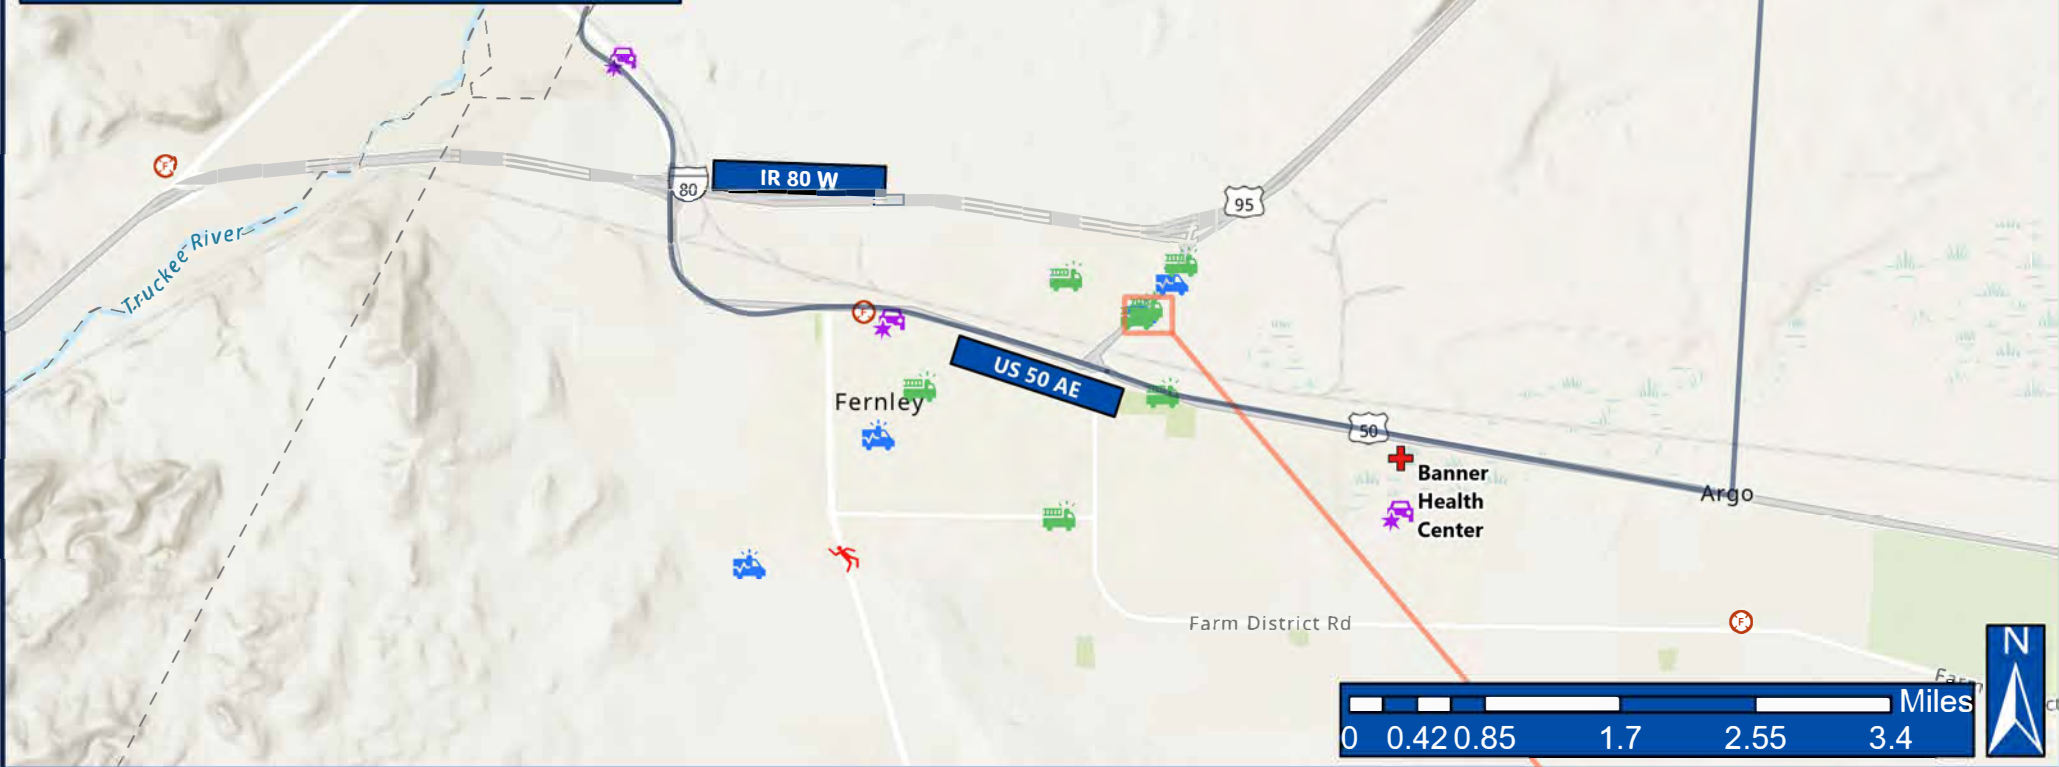 IR 80 W
80
95
Truckee River
F
F
US 50 AE
Fernley
50
Banner
Health
Center
Argo
Farm District Rd
F
Farm
N
Miles
0 0.42 0.85 1.7 2.55 3.4